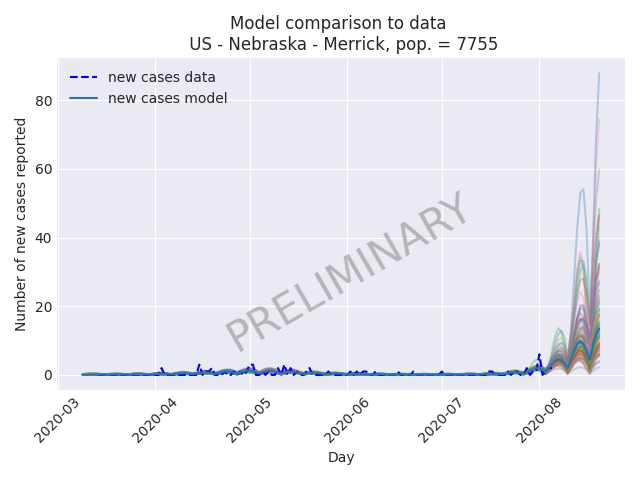 Model comparison to data
US - Nebraska - Merrick, pop. = 7755
new cases data
new cases model
PRELIMINARY
Number of new cases reported
80
60
40
20
0
2020-03
2020-04
2020-05
2020-06
2020-07
2020-08
Day